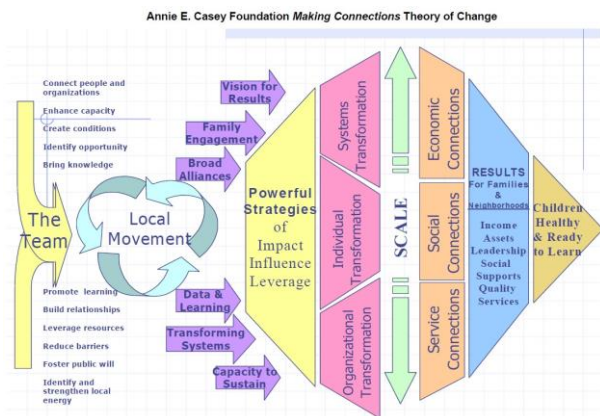 Annie E. Casey Foundation Making Connections Theory of Change
Connect people and
organizations
Enhance capacity
Create conditions
Identify opportunity
Bring knowledge
The
Team
Promote learning
Build relationships
Leverage resources
Reduce barriers
Foster public will
Identify and
strengthen local
energy
Local
Movement
Vision for
Results
Family
Engagement
Broad
Alliances
Data &
Learning
Transforming
Systems
Capacity to
Sustain
Powerful
Strategies
of
Impact
Influence
Leverage
Systems
Transformation
Individual
Transformation
Organizational
Transformation
SCALE
Economic
Connections
Social
Connections
Service
Connections
RESULTS
For Families
&
Neighborhoods
Income
Assets
Leadership
Social
Supports
Quality
Services
Children
Healthy
& Ready
to Learn